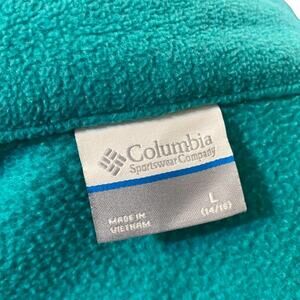 Columbia
Sportswear Company
L
(14/16)
MADE IN
VIETNAM